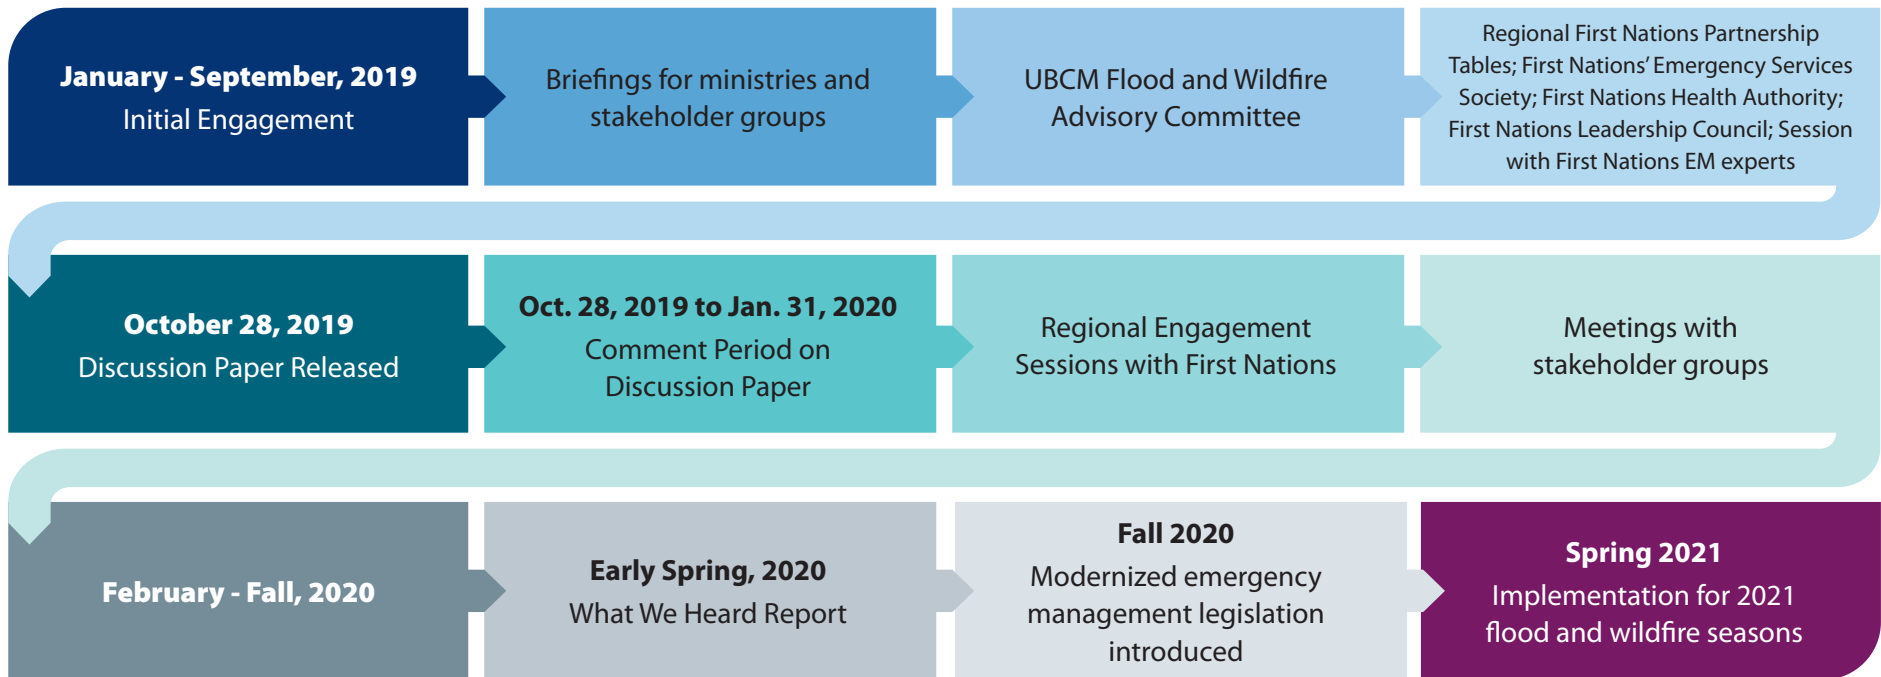 January - September, 2019
Initial Engagement
Briefings for ministries and
stakeholder groups
UBCM Flood and Wildfire
Advisory Committee
Regional First Nations Partnership
Tables; First Nations’ Emergency Services
Society; First Nations Health Authority;
First Nations Leadership Council; Session
with First Nations EM experts
October 28, 2019
Discussion Paper Released
Oct. 28, 2019 to Jan. 31, 2020
Comment Period on
Discussion Paper
Regional Engagement
Sessions with First Nations
Meetings with
stakeholder groups
February - Fall, 2020
Early Spring, 2020
What We Heard Report
Fall 2020
Modernized emergency
management legislation
introduced
Spring 2021
Implementation for 2021
flood and wildfire seasons